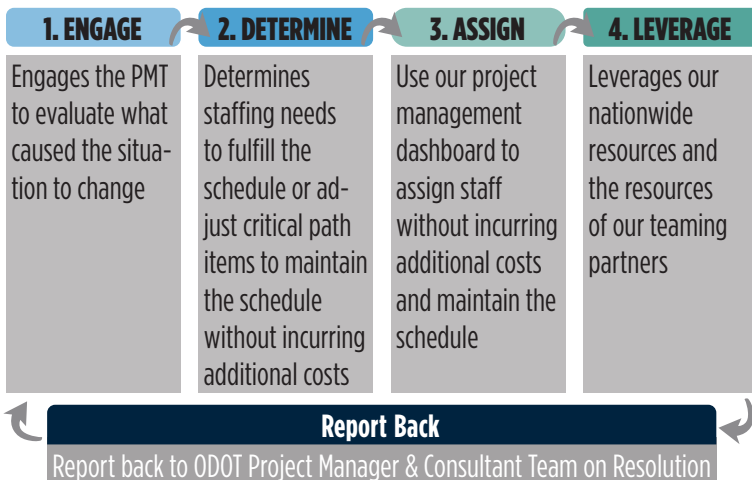 1. ENGAGE
Engages the PMT
to evaluate what
caused the situa-
tion to change
2. DETERMINE
Determines
staffing needs
to fulfill the
schedule or ad-
just critical path
items to maintain
the schedule
without incurring
additional costs
3. ASSIGN
Use our project
management
dashboard to
assign staff
without incurring
additional costs
and maintain the
schedule
4. LEVERAGE
Leverages our
nationwide
resources and
the resources
of our teaming
partners
Report Back
Report back to ODOT Project Manager & Consultant Team on Resolution